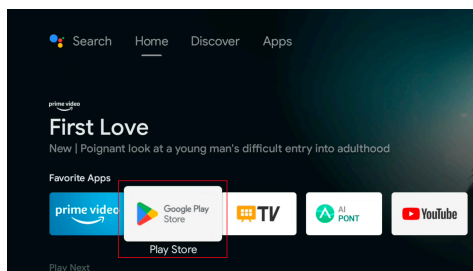 Search Home Discover Apps
prime video
First Love
New | Poignant look at a young man's difficult entry into adulthood
Favorite Apps
prime video
Google Play
Store
TV
AI
PONT
YouTube
Play Store
Play Next